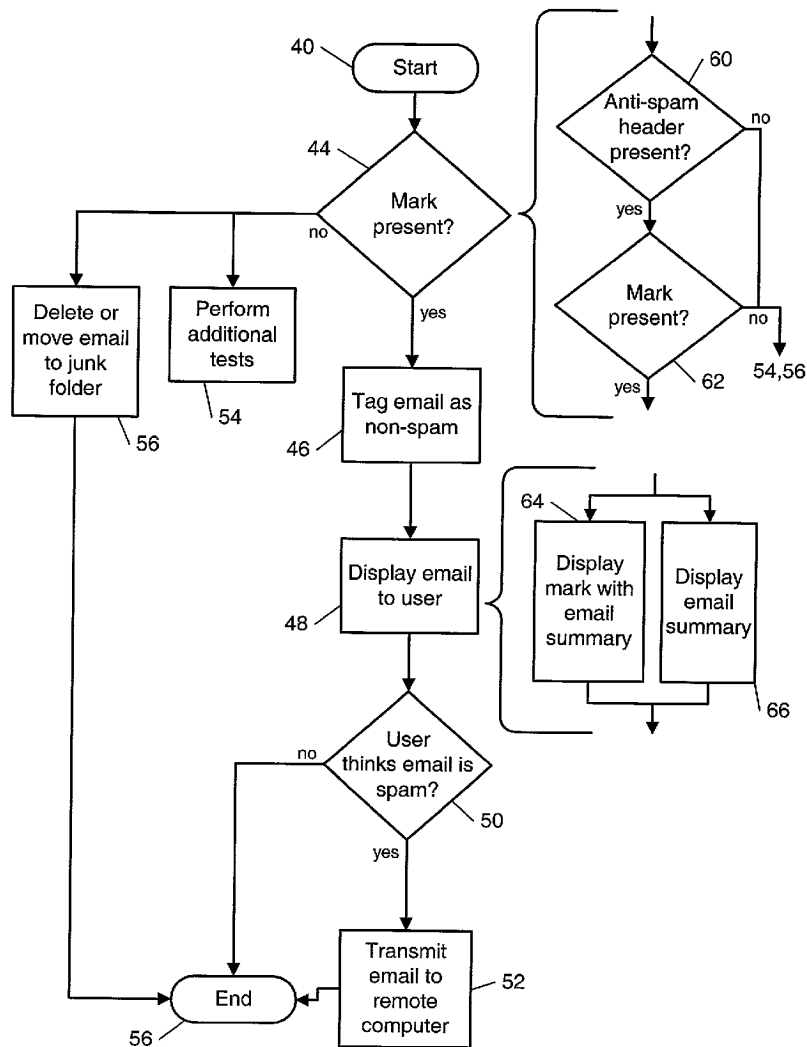 40
Start
44
Mark
present?
no
yes
60
Anti-spam
header
present?
no
yes
Mark
present?
no
yes
62
54,56
Delete or
move email
to junk
folder
56
Perform
additional
tests
54
Tag email as
non-spam
46
Display email
to user
48
64
Display
mark with
email
summary
Display
email
summary
66
User
thinks email is
spam?
no
50
yes
Transmit
email to
remote
computer
52
End
56